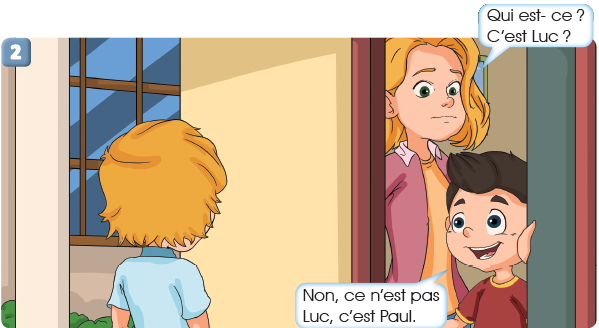 2
Qui est- ce ?
C'est Luc ?
Non, ce n'est pas
Luc, c'est Paul.